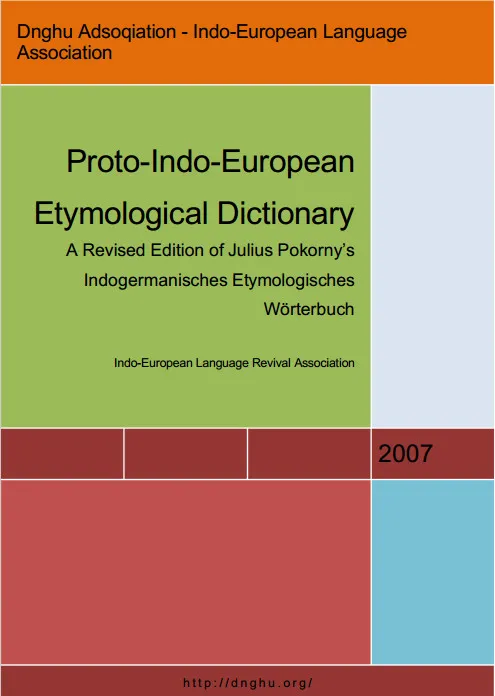 Dnghu Adsoqiation - Indo-European Language
Association
Proto-Indo-European
Etymological Dictionary
A Revised Edition of Julius Pokorny’s
Indogermanisches Etymologisches
Wörterbuch
Indo-European Language Revival Association
2007
http://dnghu.org/